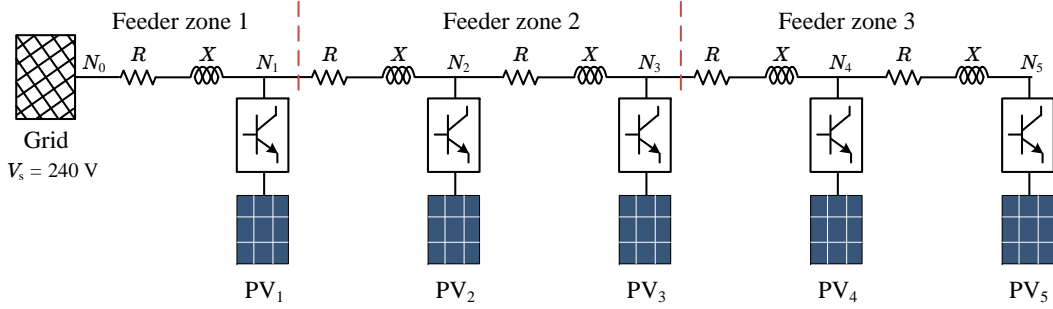 Feeder zone 1 Feeder zone 2 Feeder zone 3
N₀ R X N₁ R X N₂ R X N₃ R X N₄ R X N₅
Grid
Vₛ = 240 V
PV₁ PV₂ PV₃ PV₄ PV₅